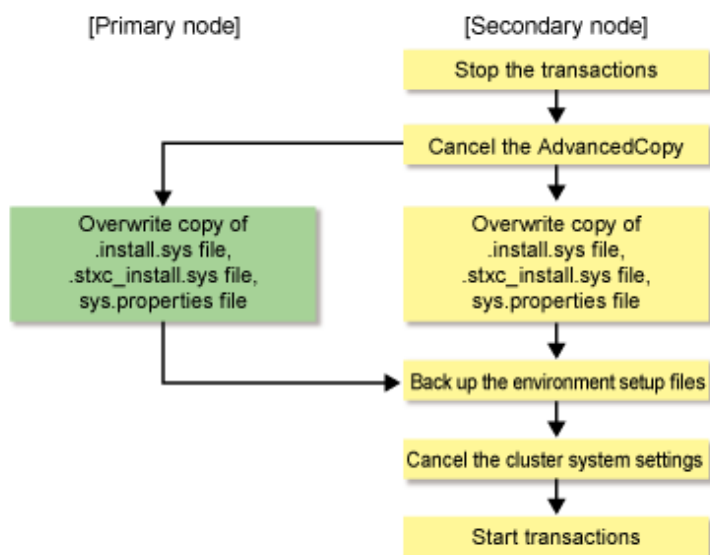 [Primary node]
[Secondary node]
Stop the transactions
Cancel the AdvancedCopy
Overwrite copy of
.install.sys file,
.stxc_install.sys file,
sys.properties file
Overwrite copy of
.install.sys file,
.stxc_install.sys file,
sys.properties file
Back up the environment setup files
Cancel the cluster system settings
Start transactions